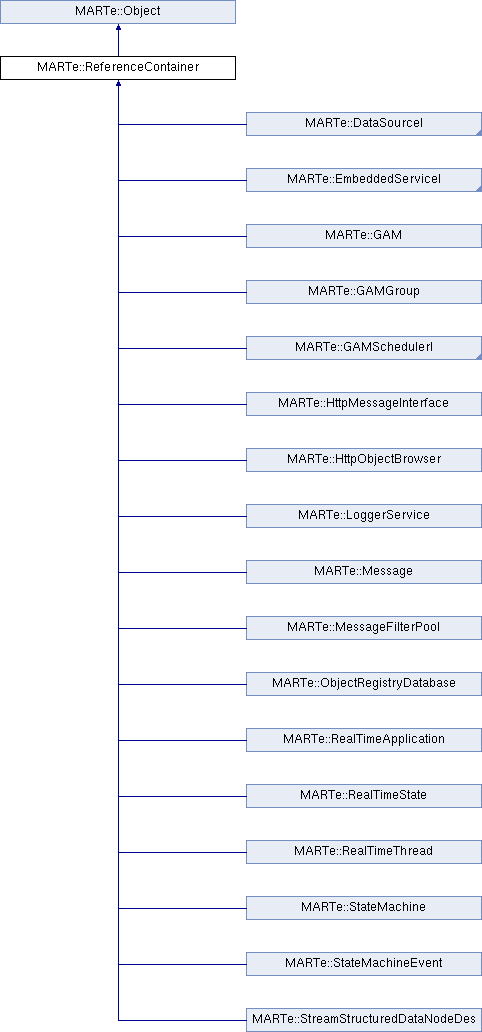 MARTe::Object
MARTe::ReferenceContainer
MARTe::DataSourceI
MARTe::EmbeddedServiceI
MARTe::GAM
MARTe::GAMGroup
MARTe::GAMSchedulerI
MARTe::HttpMessageInterface
MARTe::HttpObjectBrowser
MARTe::LoggerService
MARTe::Message
MARTe::MessageFilterPool
MARTe::ObjectRegistryDatabase
MARTe::RealTimeApplication
MARTe::RealTimeState
MARTe::RealTimeThread
MARTe::StateMachine
MARTe::StateMachineEvent
MARTe::StreamStructuredDataNodeDes